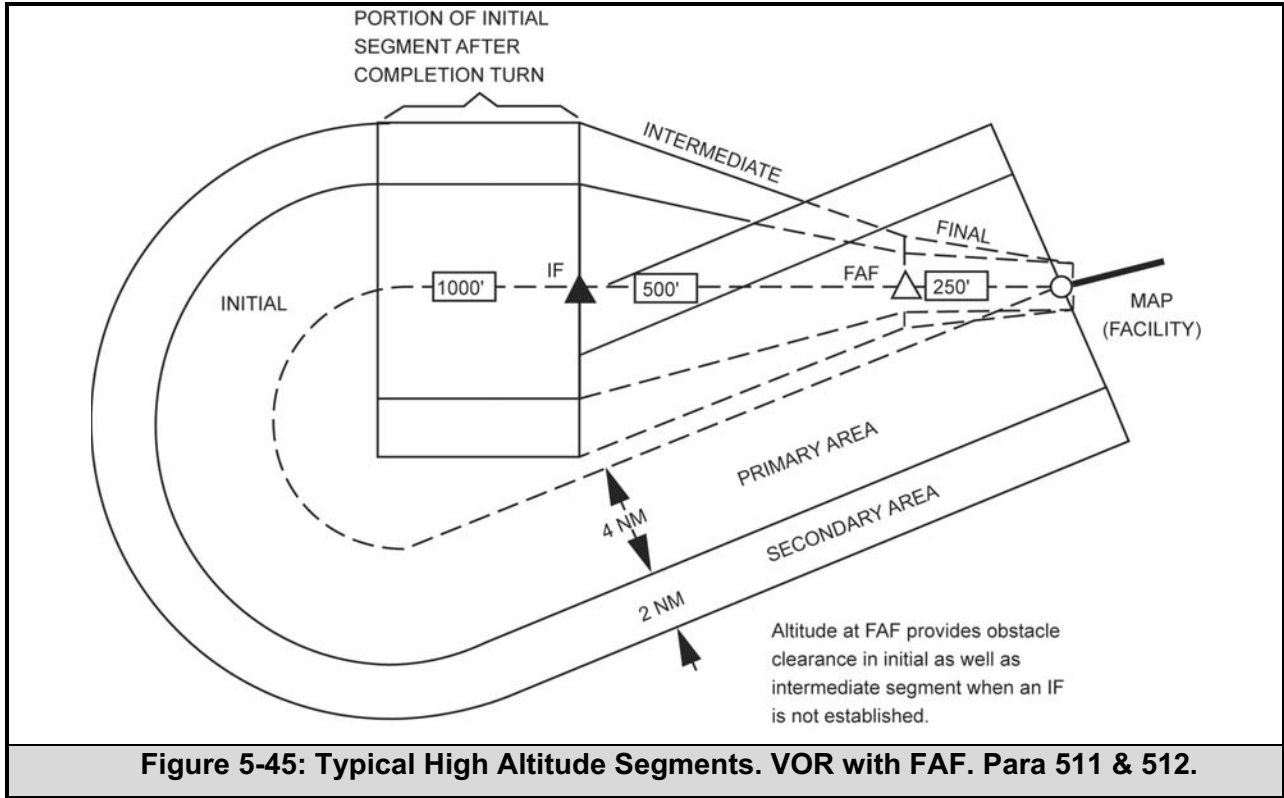 PORTION OF INITIAL
SEGMENT AFTER
COMPLETION TURN
INTERMEDIATE
FINAL
INITIAL
1000'
IF
500'
FAF
250'
MAP
(FACILITY)
PRIMARY AREA
4 NM
SECONDARY AREA
2 NM
Altitude at FAF provides obstacle
clearance in initial as well as
intermediate segment when an IF
is not established.
Figure 5-45: Typical High Altitude Segments. VOR with FAF. Para 511 & 512.